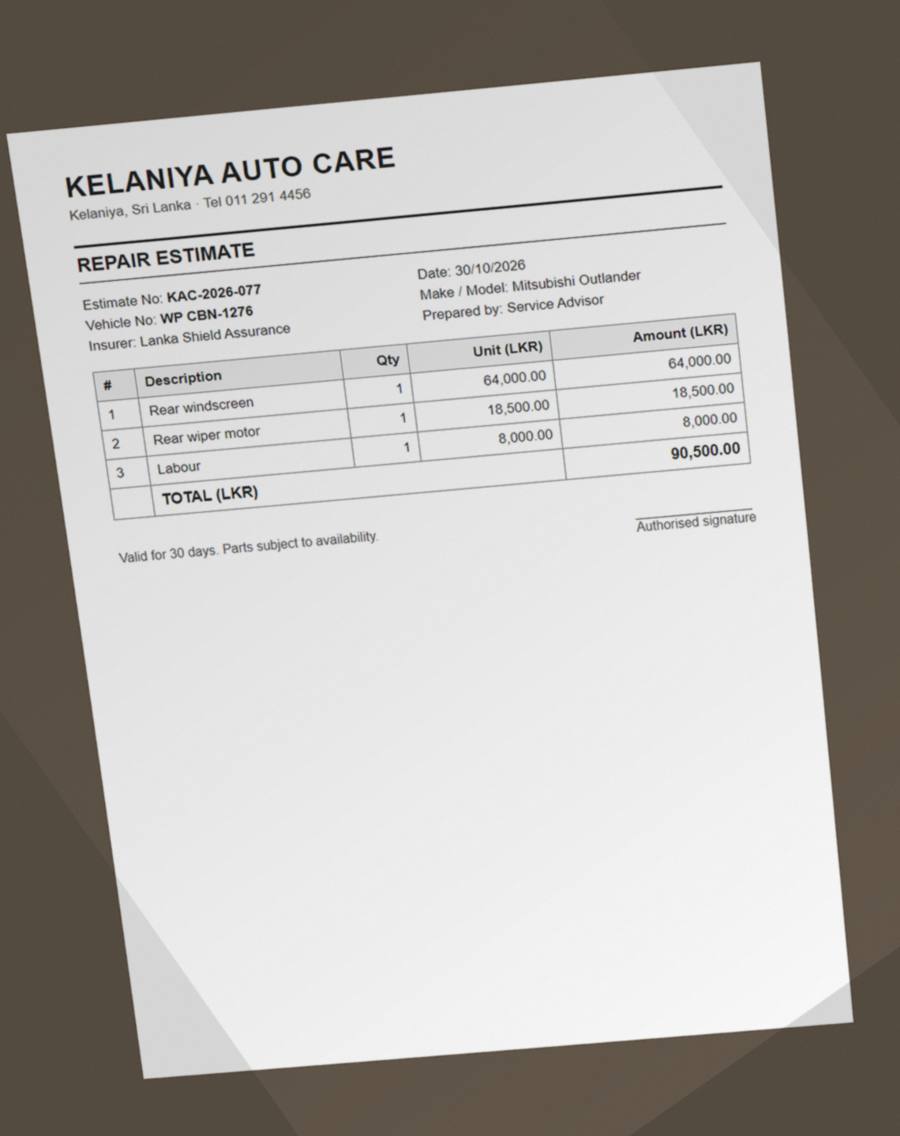 KELANIYA AUTO CARE
Kelaniya, Sri Lanka · Tel 011 291 4456
REPAIR ESTIMATE
Estimate No: KAC-2026-077
Date: 30/10/2026
Vehicle No: WP CBN-1276
Make / Model: Mitsubishi Outlander
Insurer: Lanka Shield Assurance
Prepared by: Service Advisor
# Description Qty Unit (LKR) Amount (LKR)
1 Rear windscreen 1 64,000.00 64,000.00
2 Rear wiper motor 1 18,500.00 18,500.00
3 Labour 1 8,000.00 8,000.00
TOTAL (LKR) 90,500.00
Valid for 30 days. Parts subject to availability.
Authorised signature